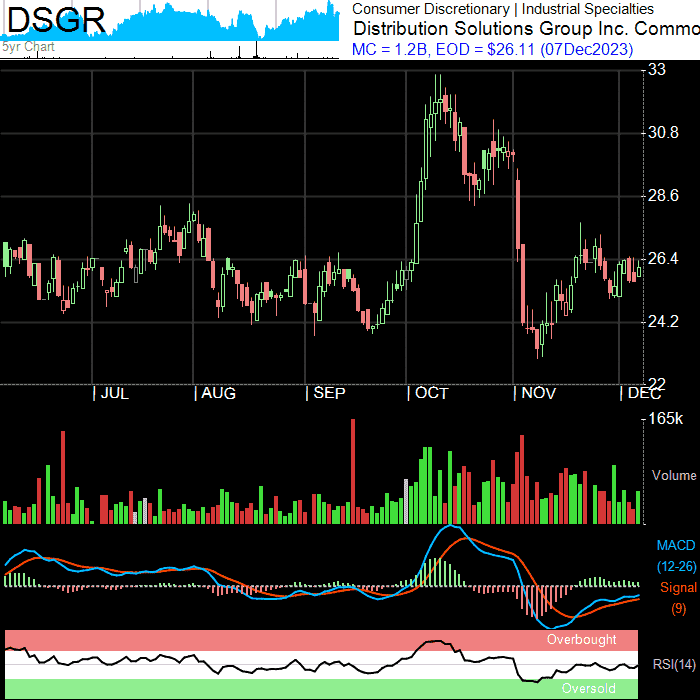 DSGR
5yr Chart
Consumer Discretionary | Industrial Specialties
Distribution Solutions Group Inc. Commo
MC = 1.2B, EOD = $26.11 (07Dec2023)
33
30.8
28.6
26.4
24.2
22
| JUL | AUG | SEP | OCT | NOV | DEC
165k
Volume
MACD
(12-26)
Signal
(9)
Overbought
RSI(14)
Oversold